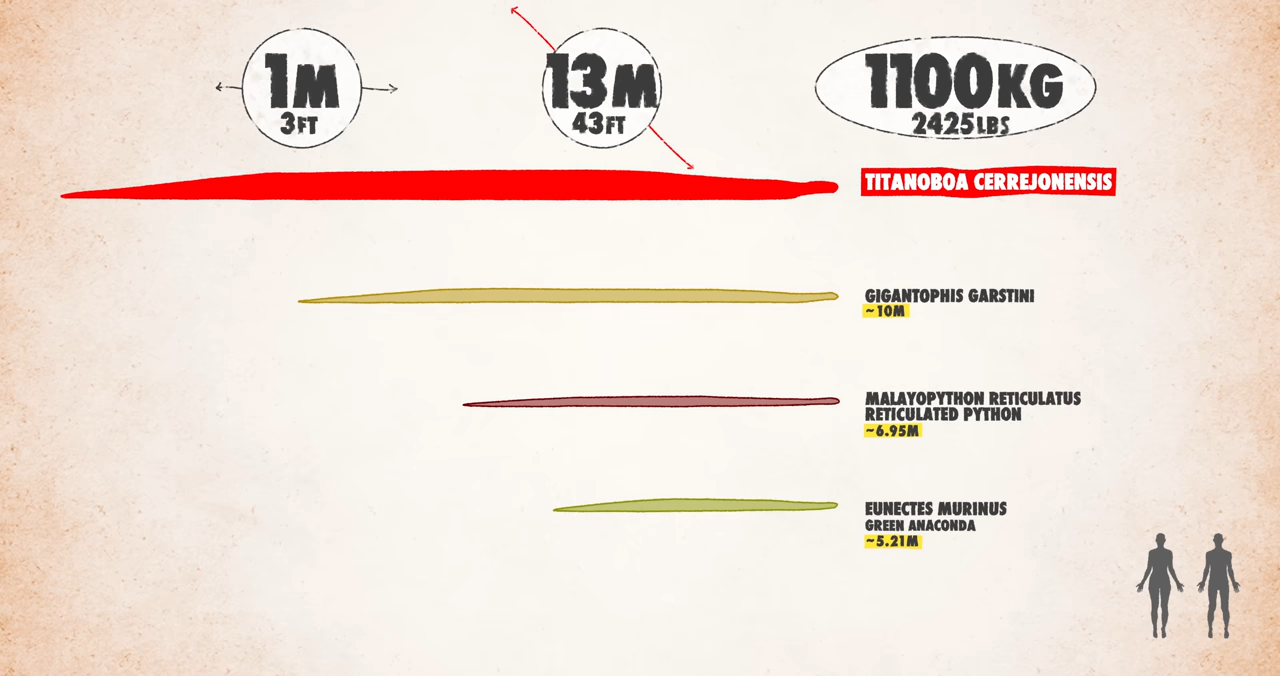 1M
3FT
13M
43FT
1100KG
2425LBS
TITANOBOA CERREJONENSIS
GIGANTOPHIS GARSTINI
~10M
MALAYOPYTHON RETICULATUS
RETICULATED PYTHON
~6.95M
EUNECTES MURINUS
GREEN ANACONDA
~5.21M